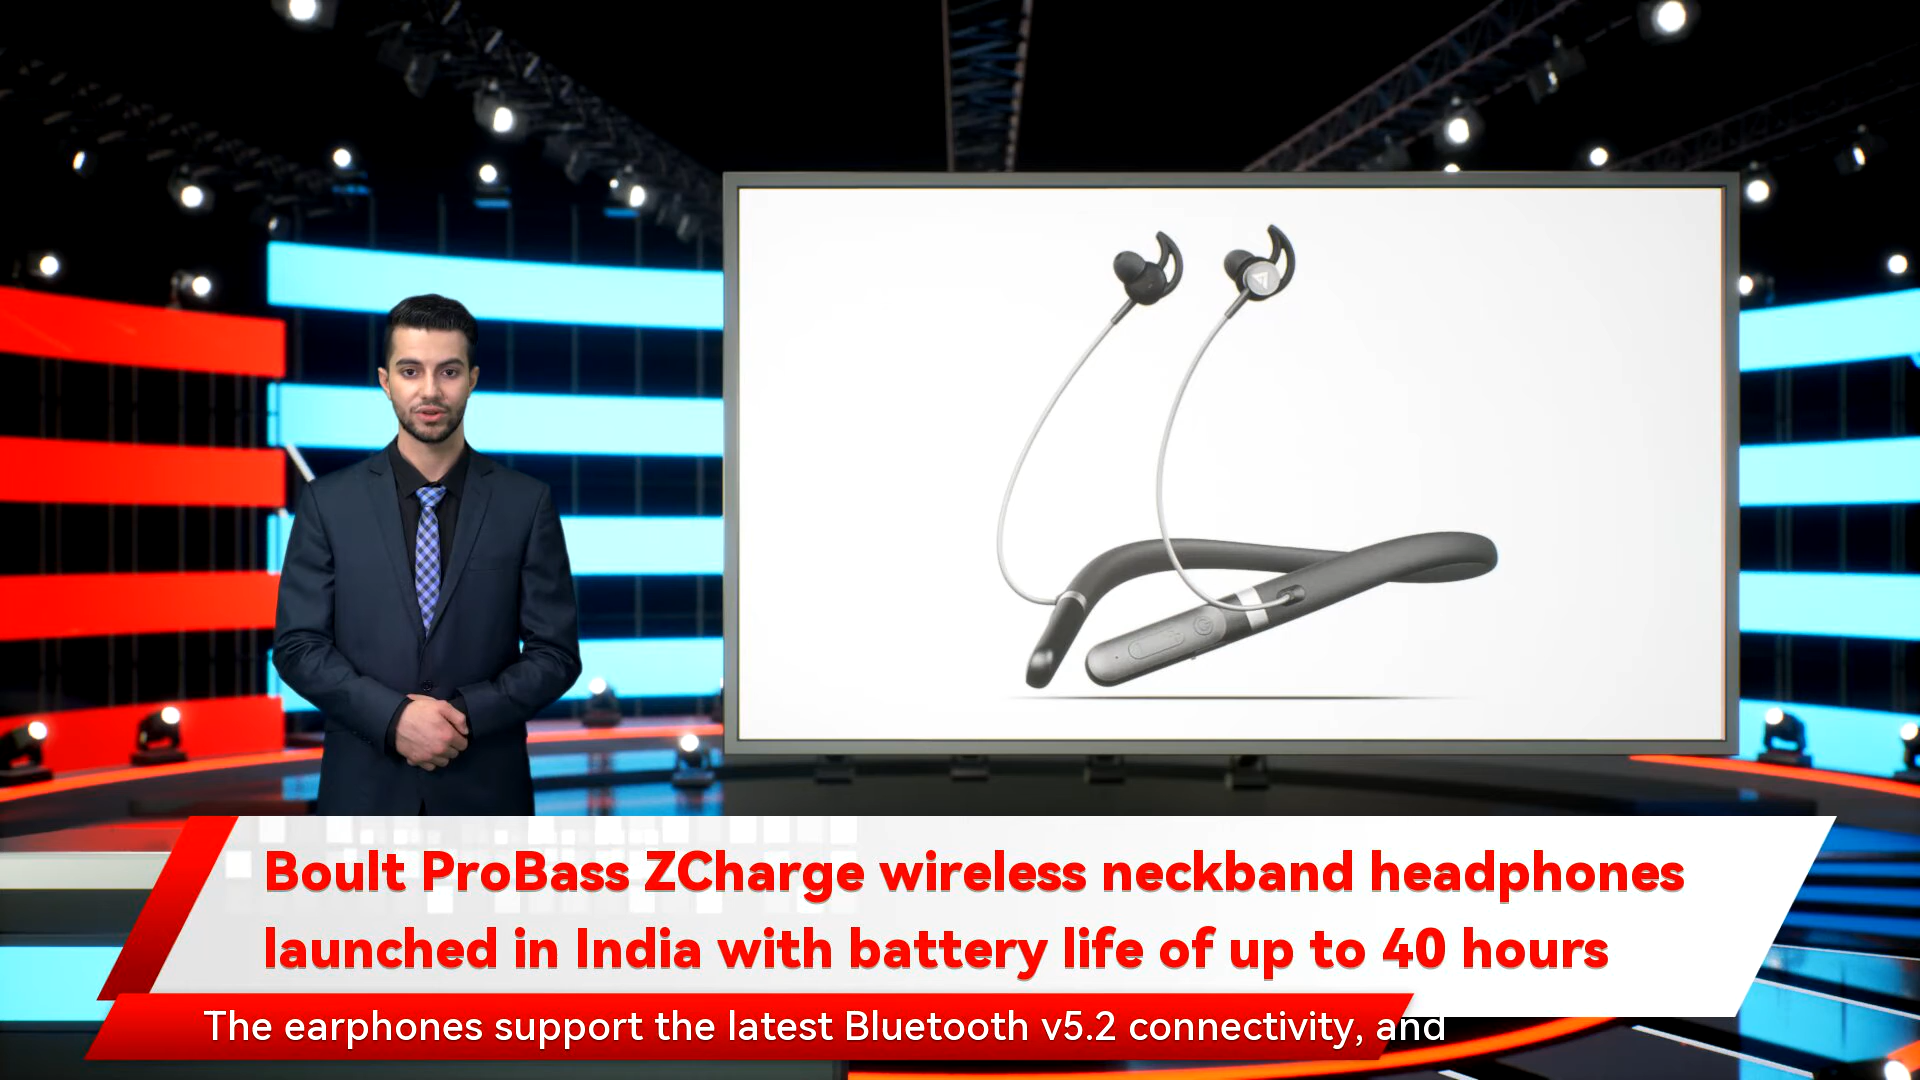 Boult ProBass ZCharge wireless neckband headphones
launched in India with battery life of up to 40 hours
The earphones support the latest Bluetooth v5.2 connectivity, and